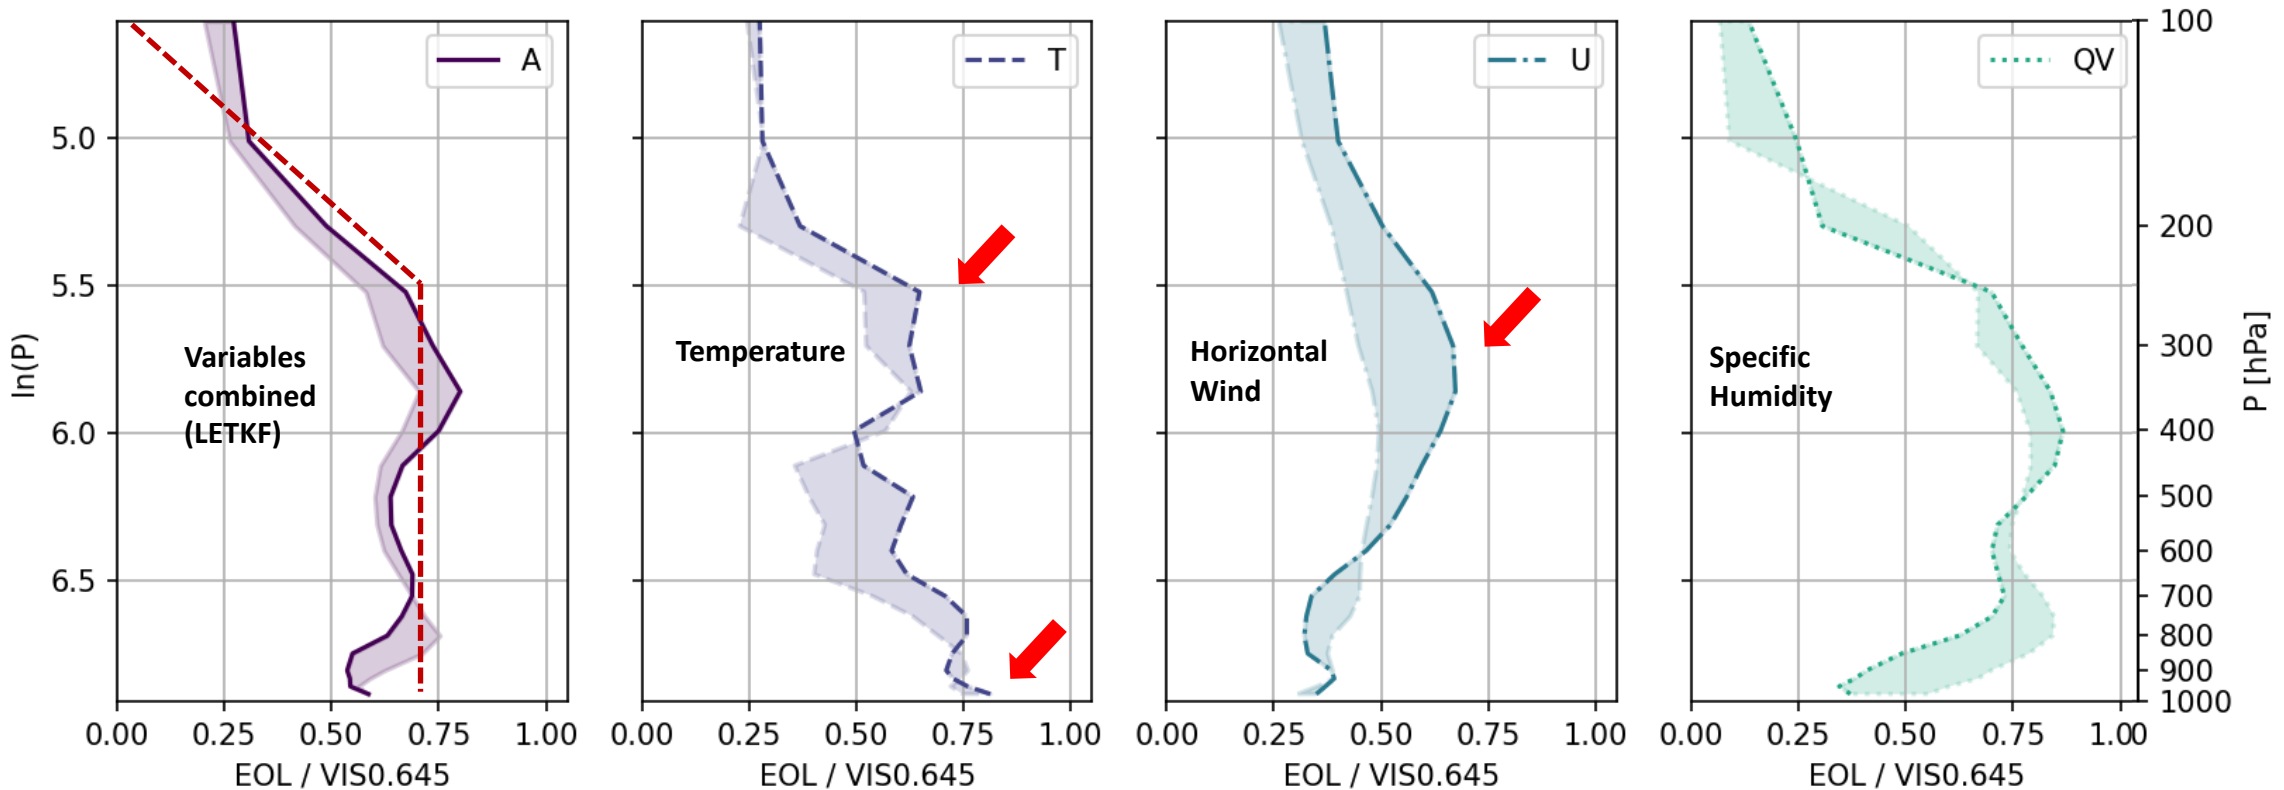 A
T
U
QV
100
200
300
400
500
600
700
800
900
1000
P [hPa]
5.0
5.5
6.0
6.5
ln(P)
Variables
combined
(LETKF)
Temperature
Horizontal
Wind
Specific
Humidity
0.00 0.25 0.50 0.75 1.00
0.00 0.25 0.50 0.75 1.00
0.00 0.25 0.50 0.75 1.00
0.00 0.25 0.50 0.75 1.00
EOL / VIS0.645
EOL / VIS0.645
EOL / VIS0.645
EOL / VIS0.645